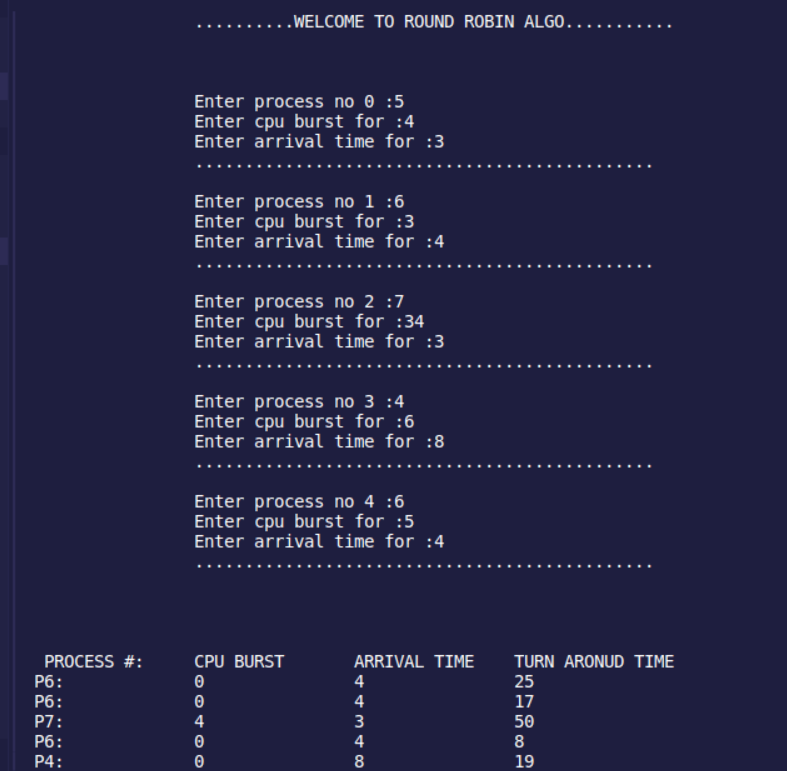 ..........WELCOME TO ROUND ROBIN ALGO...........
Enter process no 0 :5
Enter cpu burst for :4
Enter arrival time for :3
..............................................
Enter process no 1 :6
Enter cpu burst for :3
Enter arrival time for :4
..............................................
Enter process no 2 :7
Enter cpu burst for :34
Enter arrival time for :3
..............................................
Enter process no 3 :4
Enter cpu burst for :6
Enter arrival time for :8
..............................................
Enter process no 4 :6
Enter cpu burst for :5
Enter arrival time for :4
..............................................
PROCESS #: CPU BURST ARRIVAL TIME TURN ARONUD TIME
P6: 0 4 25
P6: 0 4 17
P7: 4 3 50
P6: 0 4 8
P4: 0 8 19